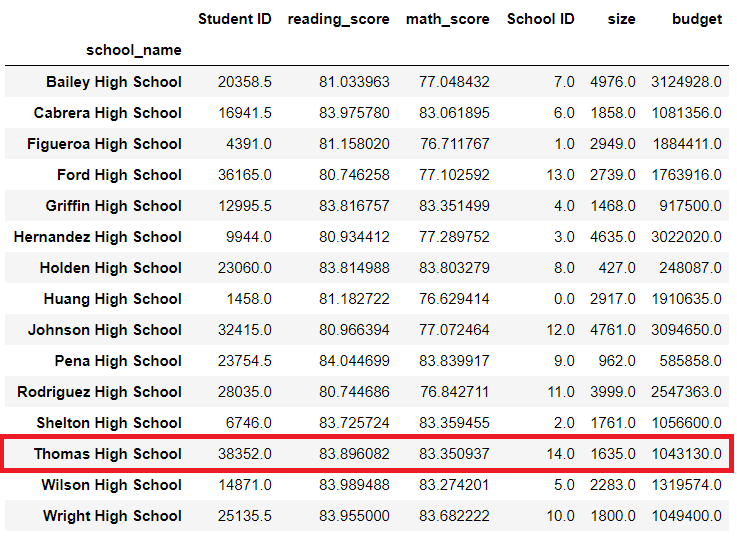 Student ID reading_score math_score School ID size budget
school_name
Bailey High School 20358.5 81.033963 77.048432 7.0 4976.0 3124928.0
Cabrera High School 16941.5 83.975780 83.061895 6.0 1858.0 1081356.0
Figueroa High School 4391.0 81.158020 76.711767 1.0 2949.0 1884411.0
Ford High School 36165.0 80.746258 77.102592 13.0 2739.0 1763916.0
Griffin High School 12995.5 83.816757 83.351499 4.0 1468.0 917500.0
Hernandez High School 9944.0 80.934412 77.289752 3.0 4635.0 3022020.0
Holden High School 23060.0 83.814988 83.803279 8.0 427.0 248087.0
Huang High School 1458.0 81.182722 76.629414 0.0 2917.0 1910635.0
Johnson High School 32415.0 80.966394 77.072464 12.0 4761.0 3094650.0
Pena High School 23754.5 84.044699 83.839917 9.0 962.0 585858.0
Rodriguez High School 28035.0 80.744686 76.842711 11.0 3999.0 2547363.0
Shelton High School 6746.0 83.725724 83.359455 2.0 1761.0 1056600.0
Thomas High School 38352.0 83.896082 83.350937 14.0 1635.0 1043130.0
Wilson High School 14871.0 83.989488 83.274201 5.0 2283.0 1319574.0
Wright High School 25135.5 83.955000 83.682222 10.0 1800.0 1049400.0